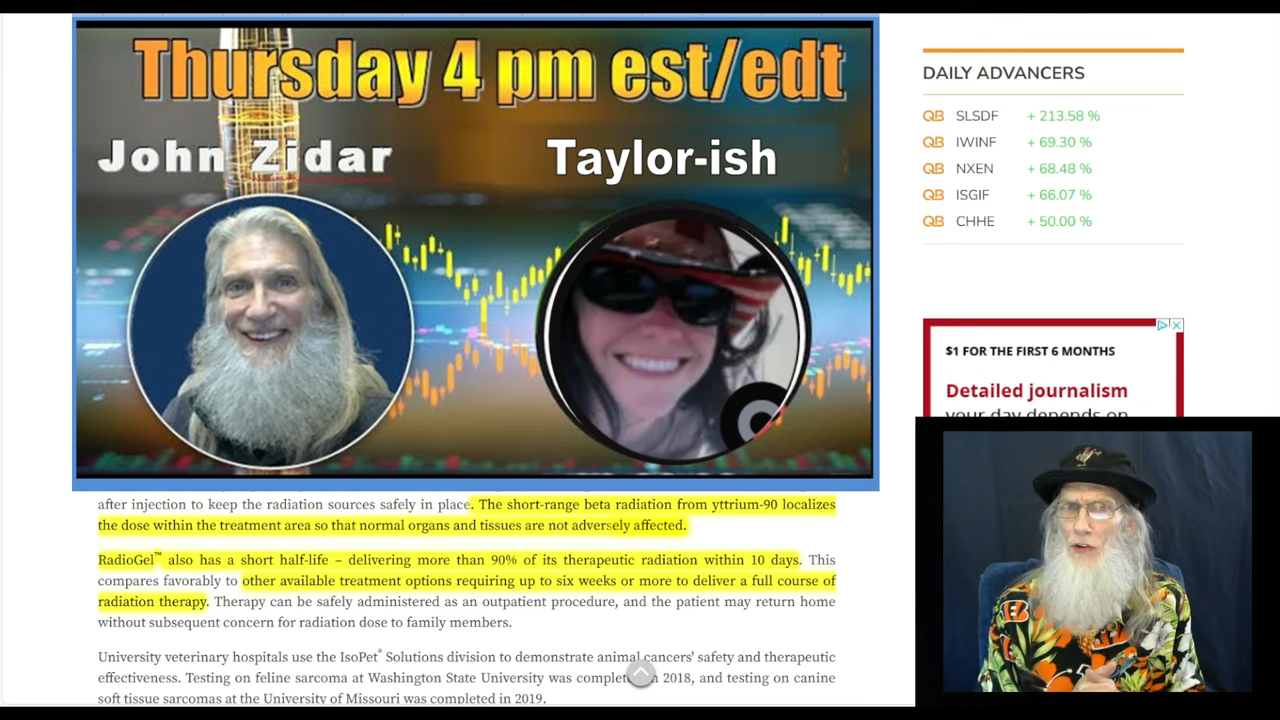 Thursday 4 pm est/edt
John Zidar
Taylor-ish
after injection to keep the radiation sources safely in place. The short-range beta radiation from yttrium-90 localizes
the dose within the treatment area so that normal organs and tissues are not adversely affected.
RadioGel™ also has a short half-life – delivering more than 90% of its therapeutic radiation within 10 days. This
compares favorably to other available treatment options requiring up to six weeks or more to deliver a full course of
radiation therapy. Therapy can be safely administered as an outpatient procedure, and the patient may return home
without subsequent concern for radiation dose to family members.
University veterinary hospitals use the IsoPet® Solutions division to demonstrate animal cancers' safety and therapeutic
effectiveness. Testing on feline sarcoma at Washington State University was completed in 2018, and testing on canine
soft tissue sarcomas at the University of Missouri was completed in 2019.
DAILY ADVANCERS
QB SLSDF + 213.58 %
QB IWINF + 69.30 %
QB NXEN + 68.48 %
QB ISGIF + 66.07 %
QB CHHE + 50.00 %
$1 FOR THE FIRST 6 MONTHS
Detailed journalism
your day depends on